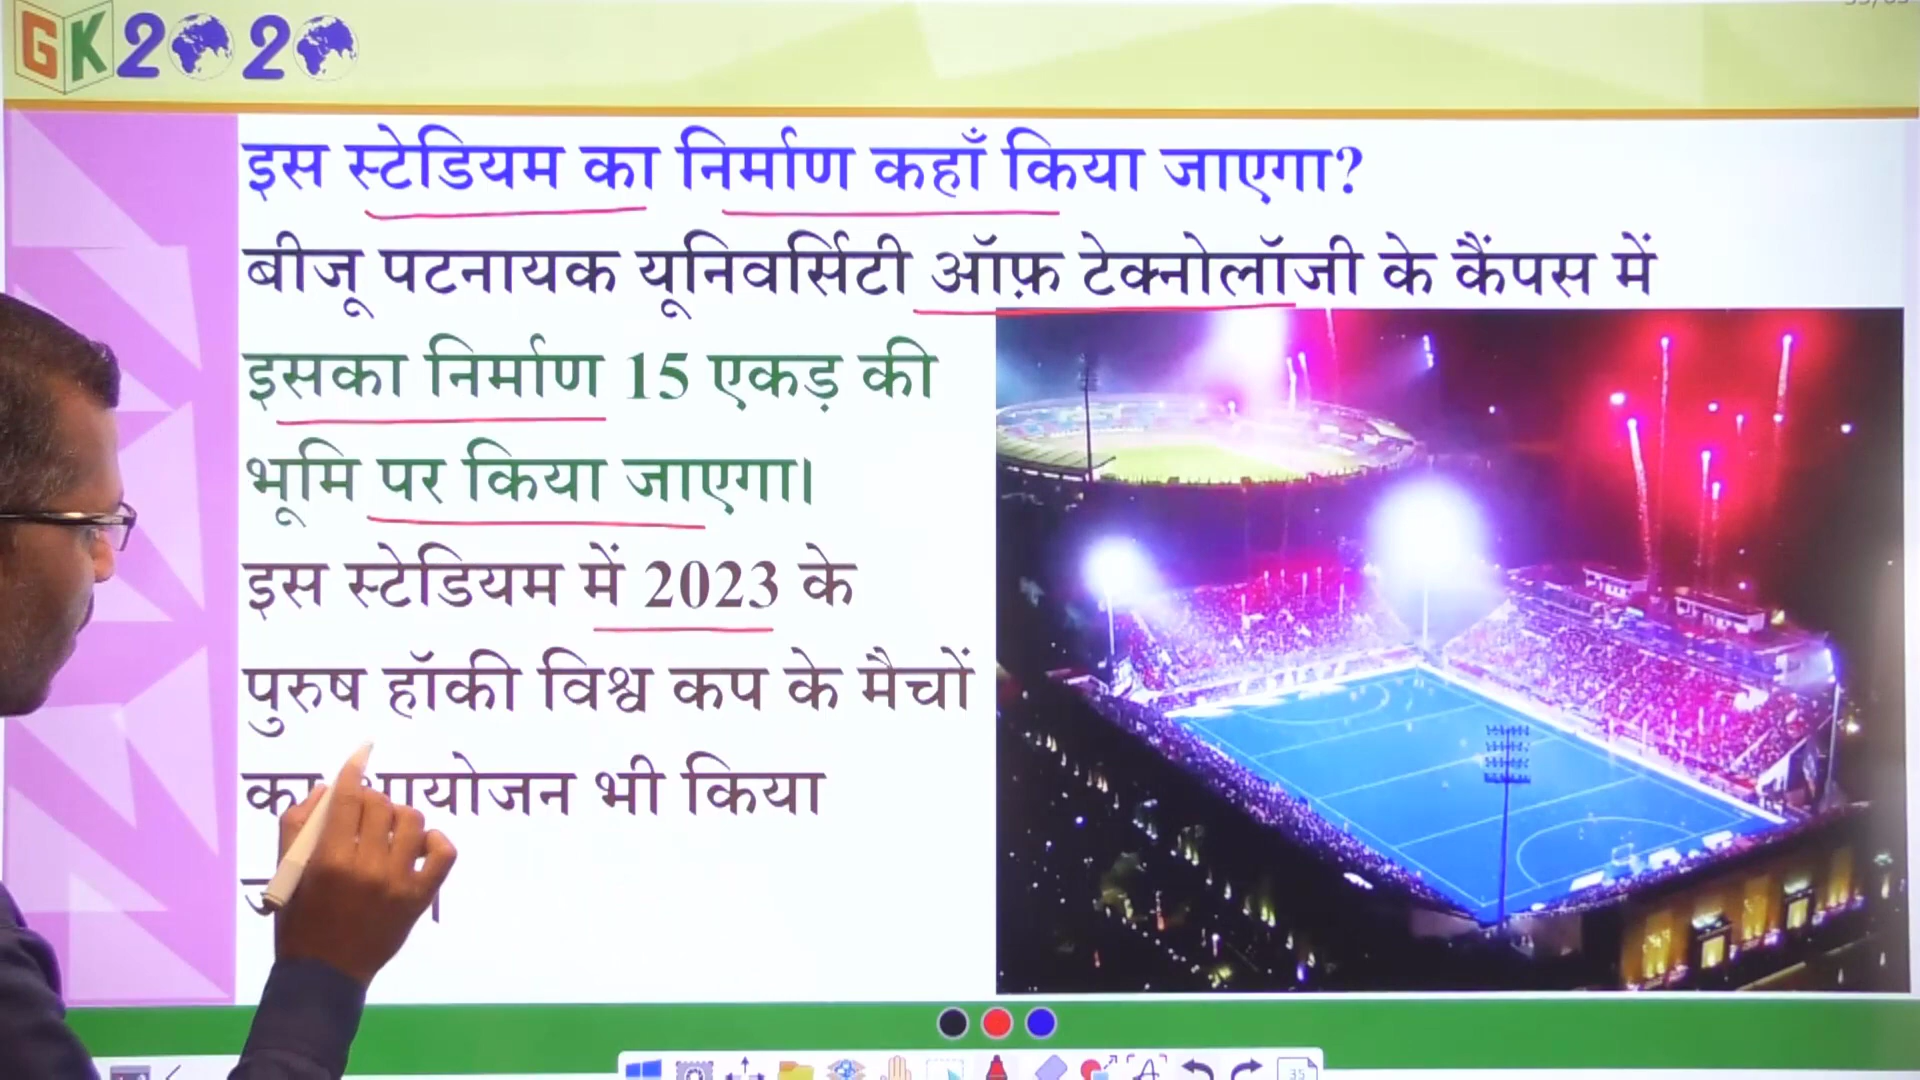 GK2020
इस स्टेडियम का निर्माण कहाँ किया जाएगा?
बीजू पटनायक यूनिवर्सिटी ऑफ़ टेक्नोलॉजी के कैंपस में
इसका निर्माण 15 एकड़ की
भूमि पर किया जाएगा।
इस स्टेडियम में 2023 के
पुरुष हॉकी विश्व कप के मैचों
का आयोजन भी किया
35